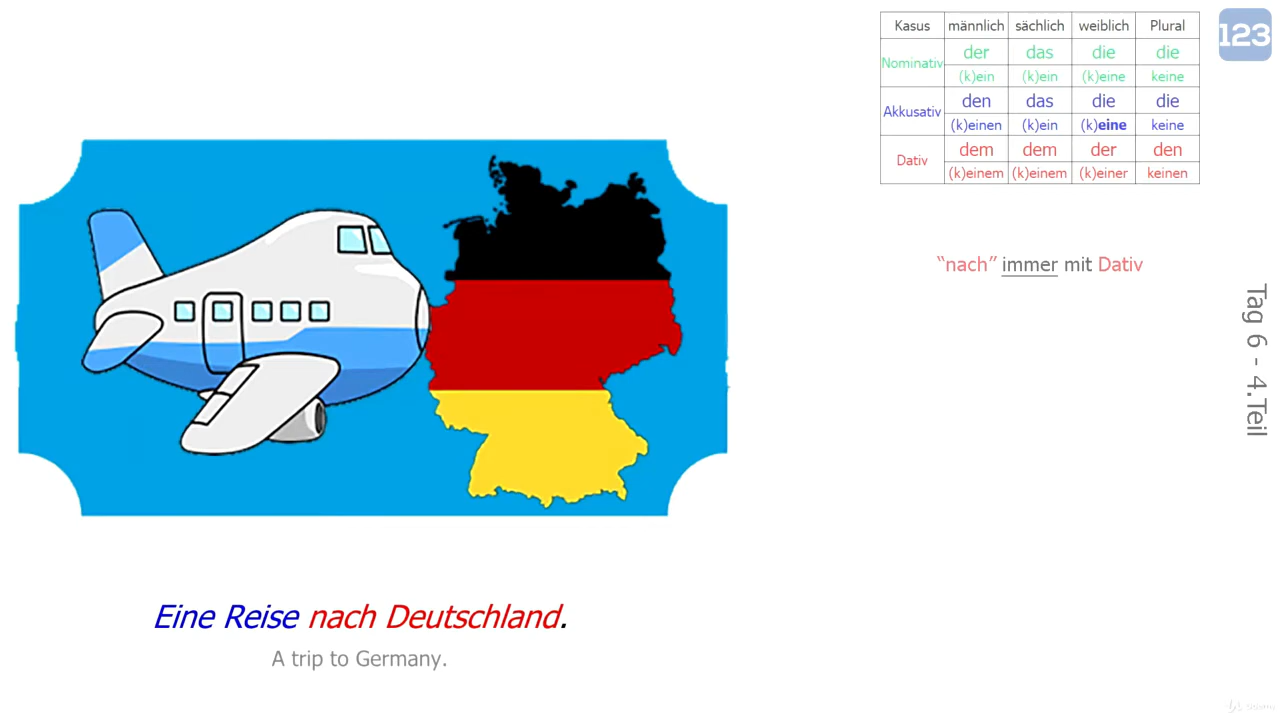 Kasus männlich sächlich weiblich Plural
Nominativ der das die die
(k)ein (k)ein (k)eine keine
Akkusativ den das die die
(k)einen (k)ein (k)eine keine
Dativ dem dem der den
(k)einem (k)einem (k)einer keinen
123
“nach” immer mit Dativ
Tag 6 - 4.Teil
Eine Reise nach Deutschland.
A trip to Germany.